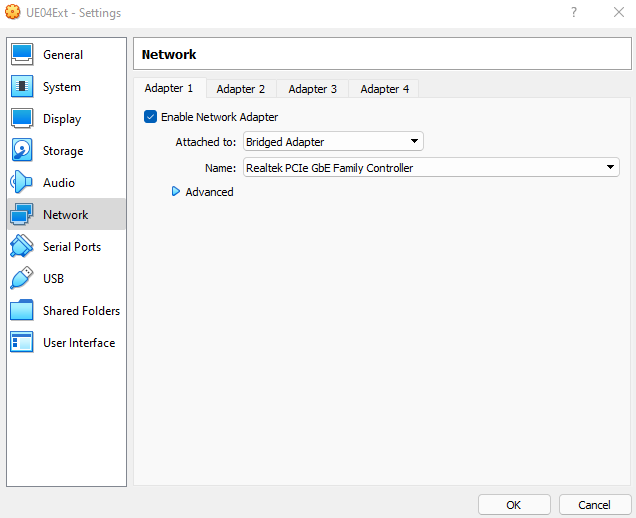 UE04Ext - Settings
?
General
System
Display
Storage
Audio
Network
Serial Ports
USB
Shared Folders
User Interface
Network
Adapter 1 Adapter 2 Adapter 3 Adapter 4
Enable Network Adapter
Attached to: Bridged Adapter
Name: Realtek PCIe GbE Family Controller
Advanced
OK Cancel